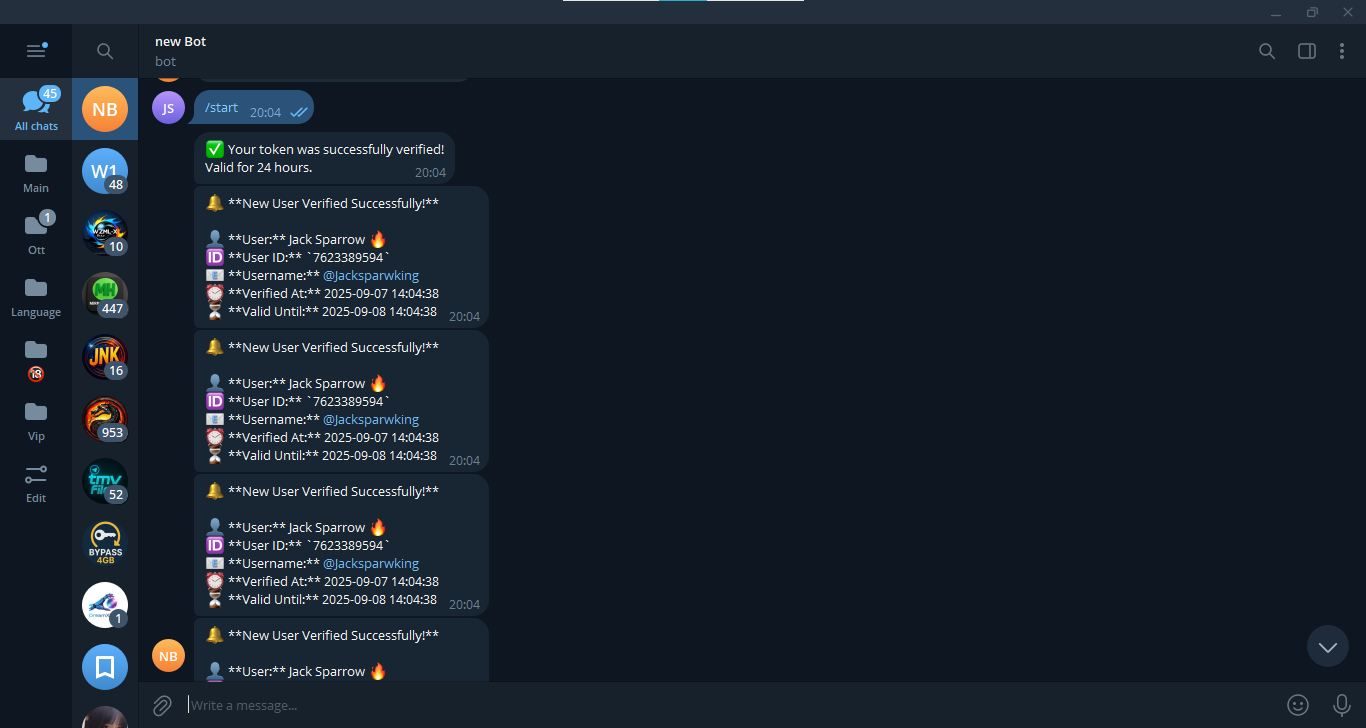 new Bot
bot
45
All chats
Main
1
Ott
Language
18
Vip
Edit
NB
W1
48
WZML-X
10
MH
447
JNK
16
953
tmv
File
52
BYPASS
4GB
1
JS
/start 20:04
✅ Your token was successfully verified!
Valid for 24 hours.
20:04
🔔 **New User Verified Successfully!**
👤 **User:** Jack Sparrow 🔥
🆔 **User ID:** `7623389594`
📧 **Username:** @Jacksparwking
⏰ **Verified At:** 2025-09-07 14:04:38
⏳ **Valid Until:** 2025-09-08 14:04:38
20:04
🔔 **New User Verified Successfully!**
👤 **User:** Jack Sparrow 🔥
🆔 **User ID:** `7623389594`
📧 **Username:** @Jacksparwking
⏰ **Verified At:** 2025-09-07 14:04:38
⏳ **Valid Until:** 2025-09-08 14:04:38
20:04
🔔 **New User Verified Successfully!**
👤 **User:** Jack Sparrow 🔥
🆔 **User ID:** `7623389594`
📧 **Username:** @Jacksparwking
⏰ **Verified At:** 2025-09-07 14:04:38
⏳ **Valid Until:** 2025-09-08 14:04:38
20:04
🔔 **New User Verified Successfully!**
👤 **User:** Jack Sparrow 🔥
NB
Write a message...